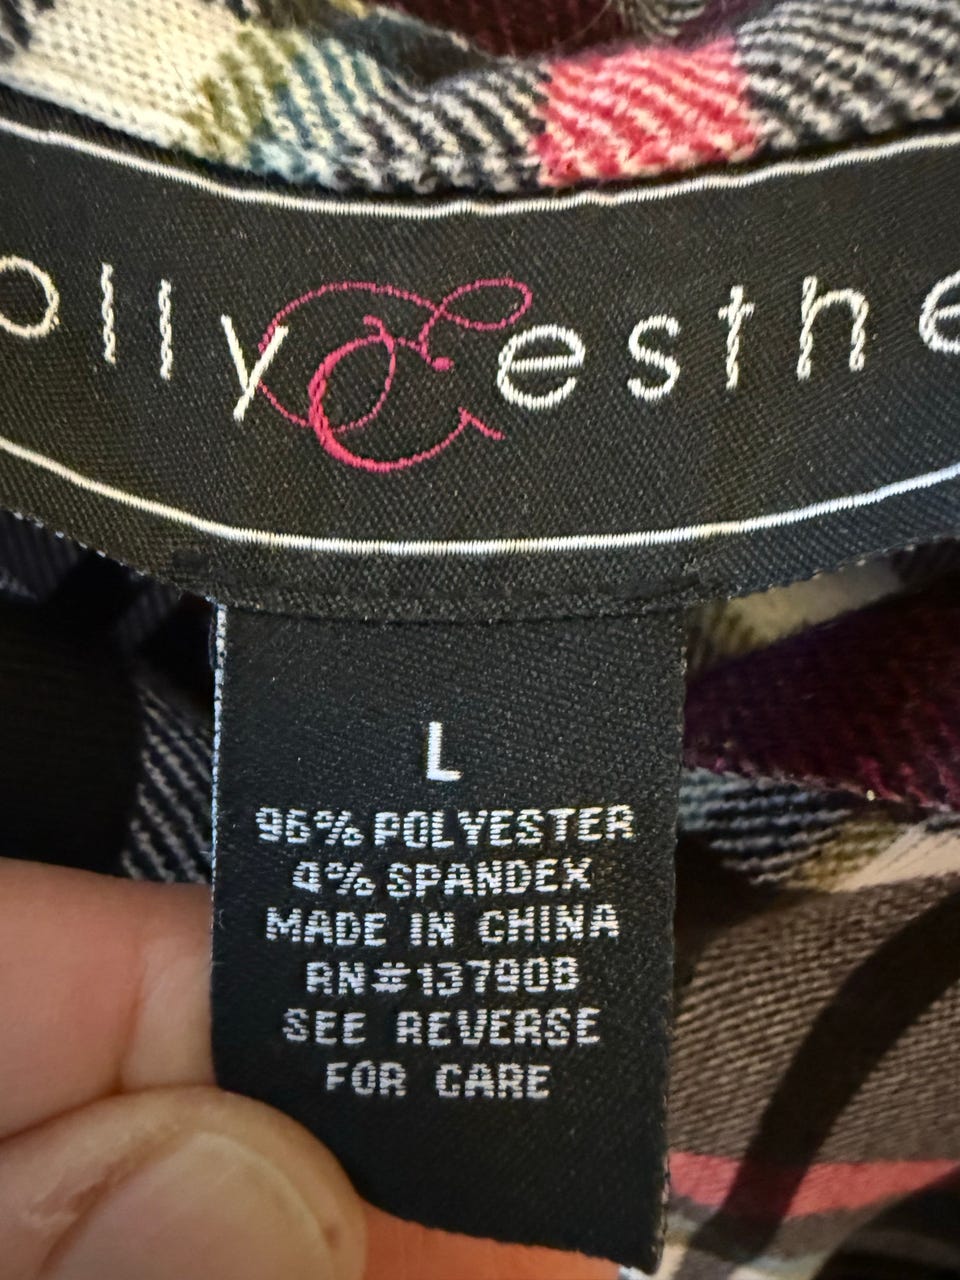 olly & esthe
L
96% POLYESTER
4% SPANDEX
MADE IN CHINA
RN#137908
SEE REVERSE
FOR CARE